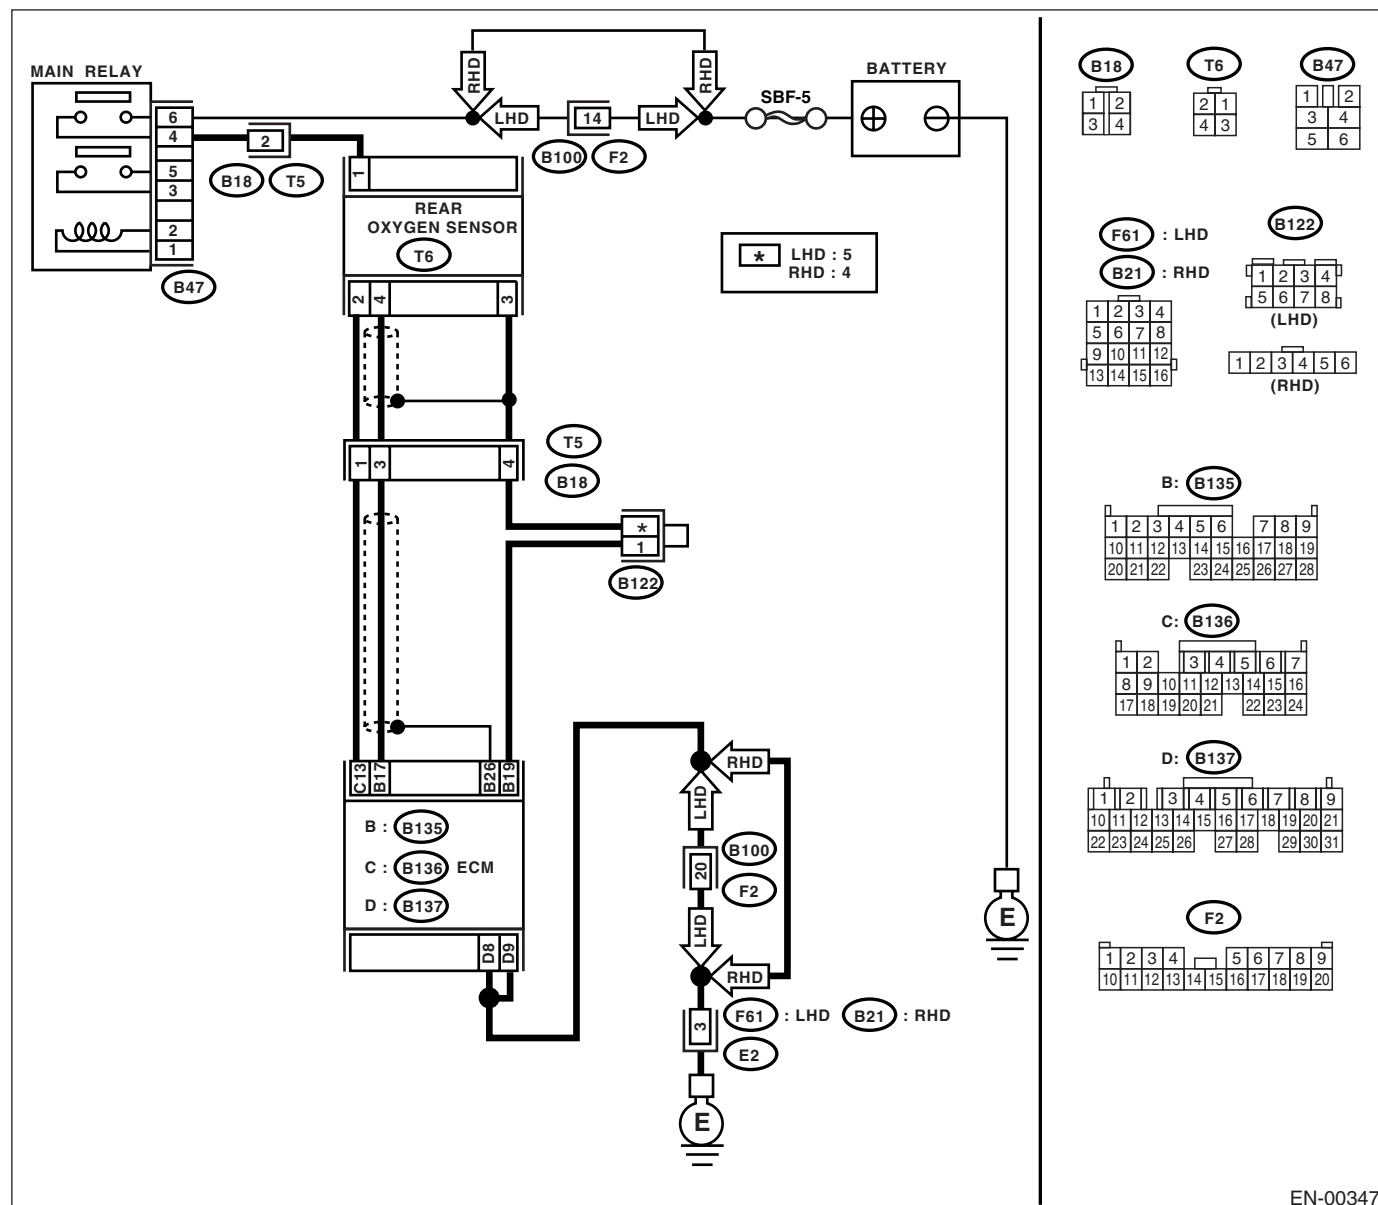 MAIN RELAY
6
4
5
3
2
1
B47
2
B18 T5
RHD
LHD
14
LHD
RHD
B100 F2
SBF-5
BATTERY
1
REAR
OXYGEN SENSOR
T6
2 4 3
* LHD : 5
RHD : 4
1 3 4
T5
B18
*
1
B122
C13 B17 B26 B19
B : B135
C : B136 ECM
D : B137
D8 D9
RHD
LHD
20
B100
F2
LHD
RHD
3
F61 : LHD B21 : RHD
E2
E
E
B18
1 2
3 4
T6
2 1
4 3
B47
1 2
3 4
5 6
F61 : LHD
B21 : RHD
1 2 3 4
5 6 7 8
9 10 11 12
13 14 15 16
B122
1 2 3 4
5 6 7 8
(LHD)
1 2 3 4 5 6
(RHD)
B: B135
1 2 3 4 5 6 7 8 9
10 11 12 13 14 15 16 17 18 19
20 21 22 23 24 25 26 27 28
C: B136
1 2 3 4 5 6 7
8 9 10 11 12 13 14 15 16
17 18 19 20 21 22 23 24
D: B137
1 2 3 4 5 6 7 8 9
10 11 12 13 14 15 16 17 18 19 20 21
22 23 24 25 26 27 28 29 30 31
F2
1 2 3 4 5 6 7 8 9
10 11 12 13 14 15 16 17 18 19 20
EN-00347